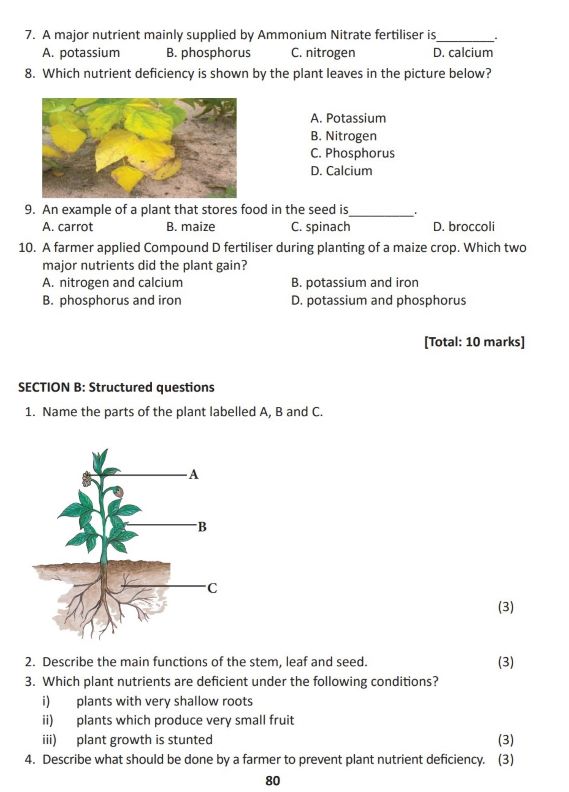 7. A major nutrient mainly supplied by Ammonium Nitrate fertiliser is________.
A. potassium B. phosphorus C. nitrogen D. calcium
8. Which nutrient deficiency is shown by the plant leaves in the picture below?
A. Potassium
B. Nitrogen
C. Phosphorus
D. Calcium
9. An example of a plant that stores food in the seed is_________.
A. carrot B. maize C. spinach D. broccoli
10. A farmer applied Compound D fertiliser during planting of a maize crop. Which two
major nutrients did the plant gain?
A. nitrogen and calcium B. potassium and iron
B. phosphorus and iron D. potassium and phosphorus
[Total: 10 marks]
SECTION B: Structured questions
1. Name the parts of the plant labelled A, B and C.
A
B
C
(3)
2. Describe the main functions of the stem, leaf and seed. (3)
3. Which plant nutrients are deficient under the following conditions?
i) plants with very shallow roots
ii) plants which produce very small fruit
iii) plant growth is stunted (3)
4. Describe what should be done by a farmer to prevent plant nutrient deficiency. (3)
80